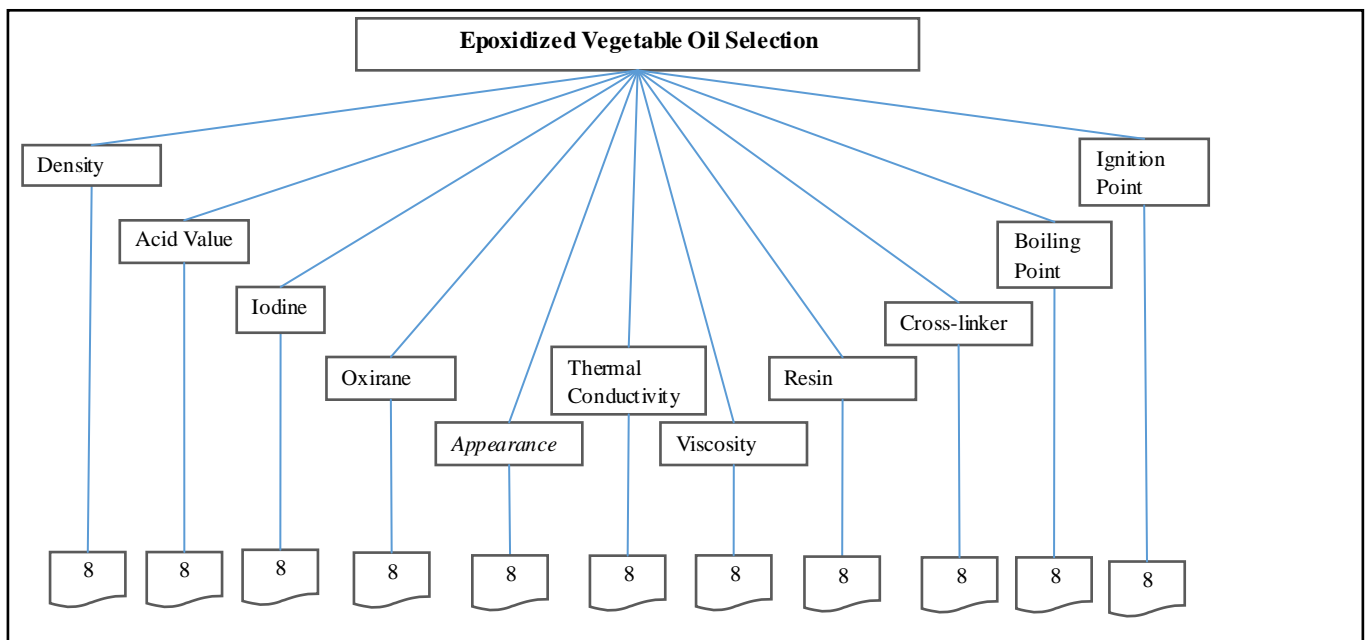 Epoxidized Vegetable Oil Selection
Density
Ignition
Point
Acid Value
Boiling
Point
Iodine
Cross-linker
Oxirane
Thermal
Conductivity
Resin
Appearance
Viscosity
8
8
8
8
8
8
8
8
8
8
8